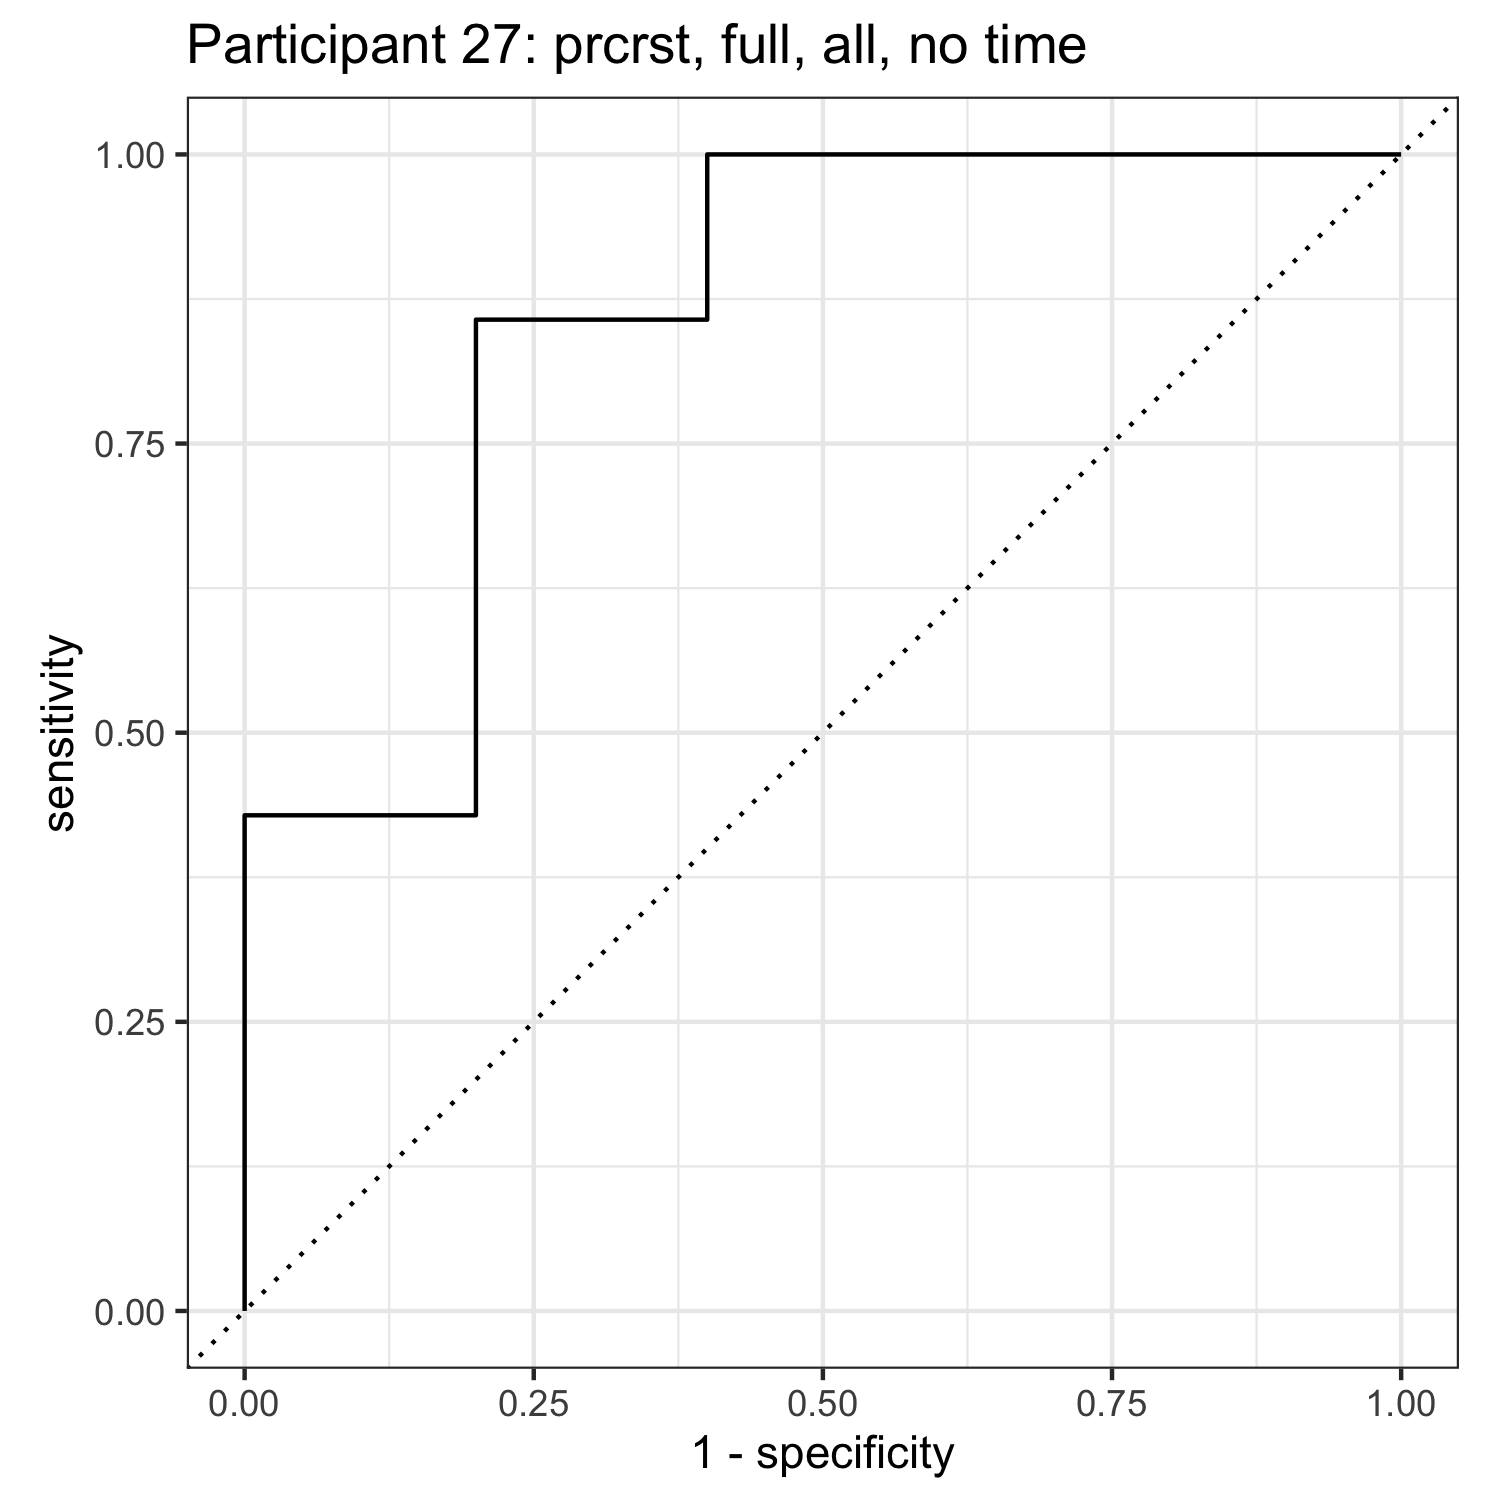 Participant 27: prcrst, full, all, no time
1.00
0.75
0.50
0.25
0.00
sensitivity
0.00 0.25 0.50 0.75 1.00
1 - specificity